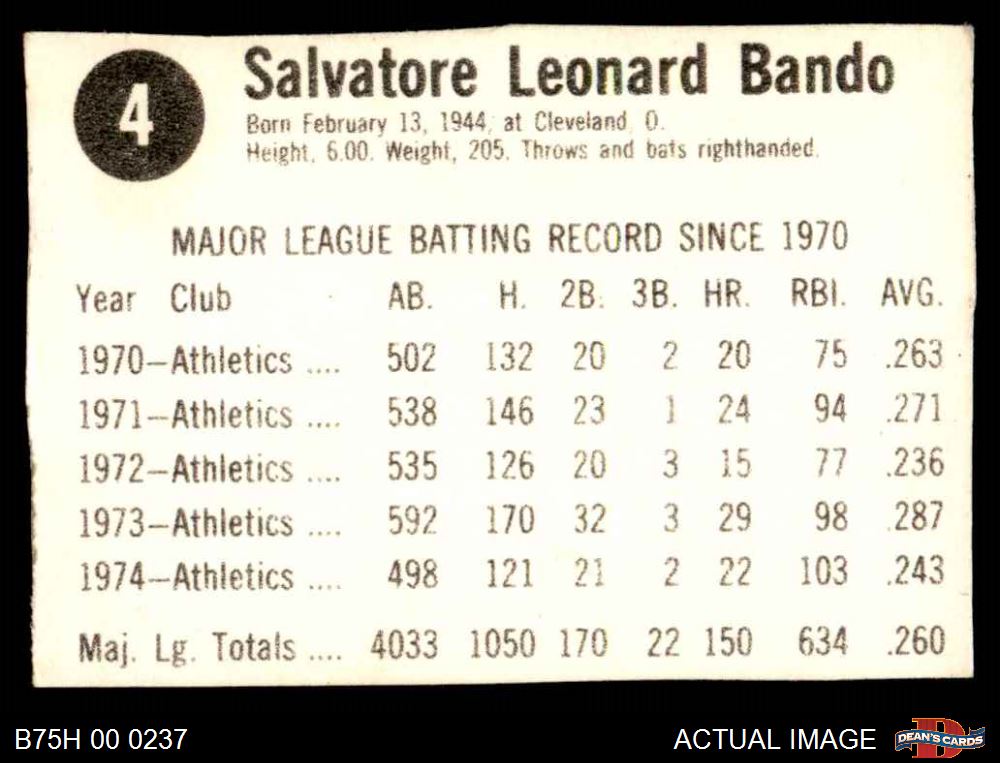 4
Salvatore Leonard Bando
Born February 13, 1944, at Cleveland, O.
Height, 6.00. Weight, 205. Throws and bats righthanded.
MAJOR LEAGUE BATTING RECORD SINCE 1970
Year Club AB. H. 2B. 3B. HR. RBI. AVG.
1970–Athletics .... 502 132 20 2 20 75 .263
1971–Athletics .... 538 146 23 1 24 94 .271
1972–Athletics .... 535 126 20 3 15 77 .236
1973–Athletics .... 592 170 32 3 29 98 .287
1974–Athletics .... 498 121 21 2 22 103 .243
Maj. Lg. Totals .... 4033 1050 170 22 150 634 .260
B75H 00 0237
ACTUAL IMAGE
DEAN'S CARDS